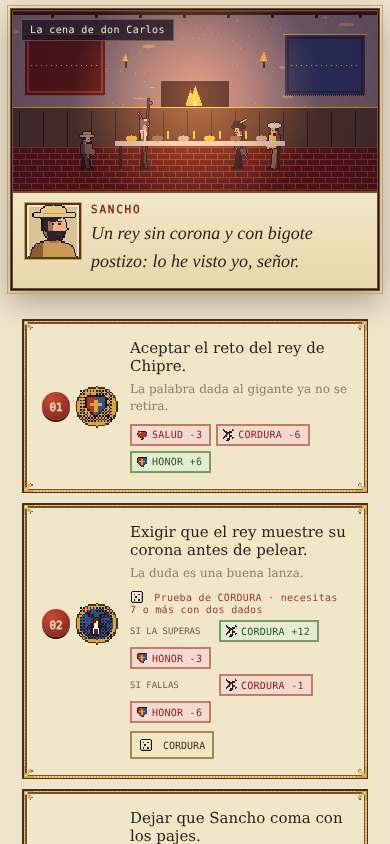 La cena de don Carlos
SANCHO
Un rey sin corona y con bigote
postizo: lo he visto yo, señor.
01
Aceptar el reto del rey de
Chipre.
La palabra dada al gigante ya no se
retira.
SALUD -3 CORDURA -6
HONOR +6
02
Exigir que el rey muestre su
corona antes de pelear.
La duda es una buena lanza.
Prueba de CORDURA · necesitas
7 o más con dos dados
SI LA SUPERAS CORDURA +12
HONOR -3
SI FALLAS CORDURA -1
HONOR -6
CORDURA
Dejar que Sancho coma con
los pajes.